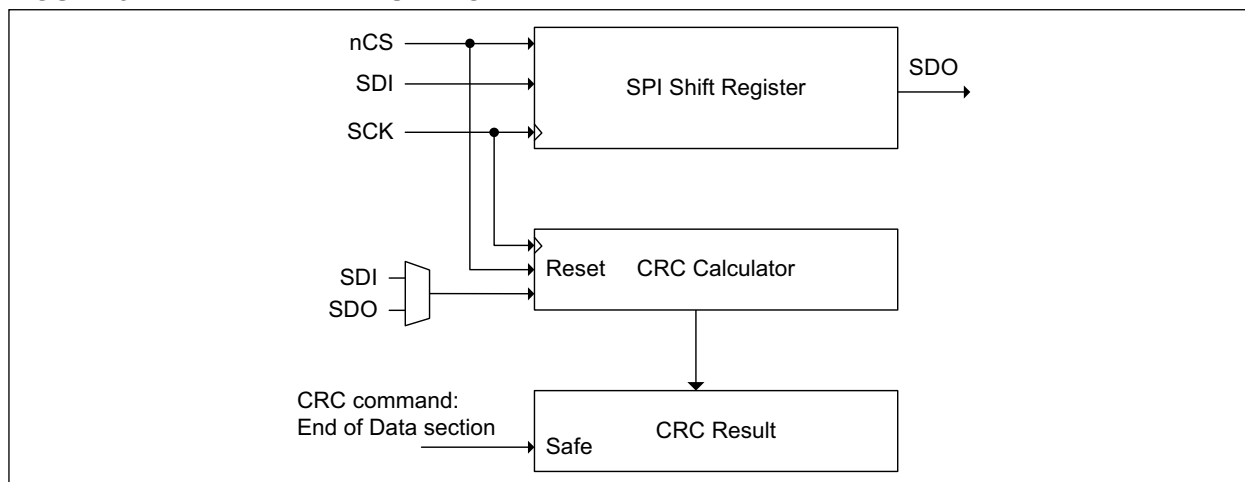 nCS
SDI
SCK
SPI Shift Register
SDO
Reset
CRC Calculator
SDI
SDO
CRC command:
End of Data section
Safe
CRC Result